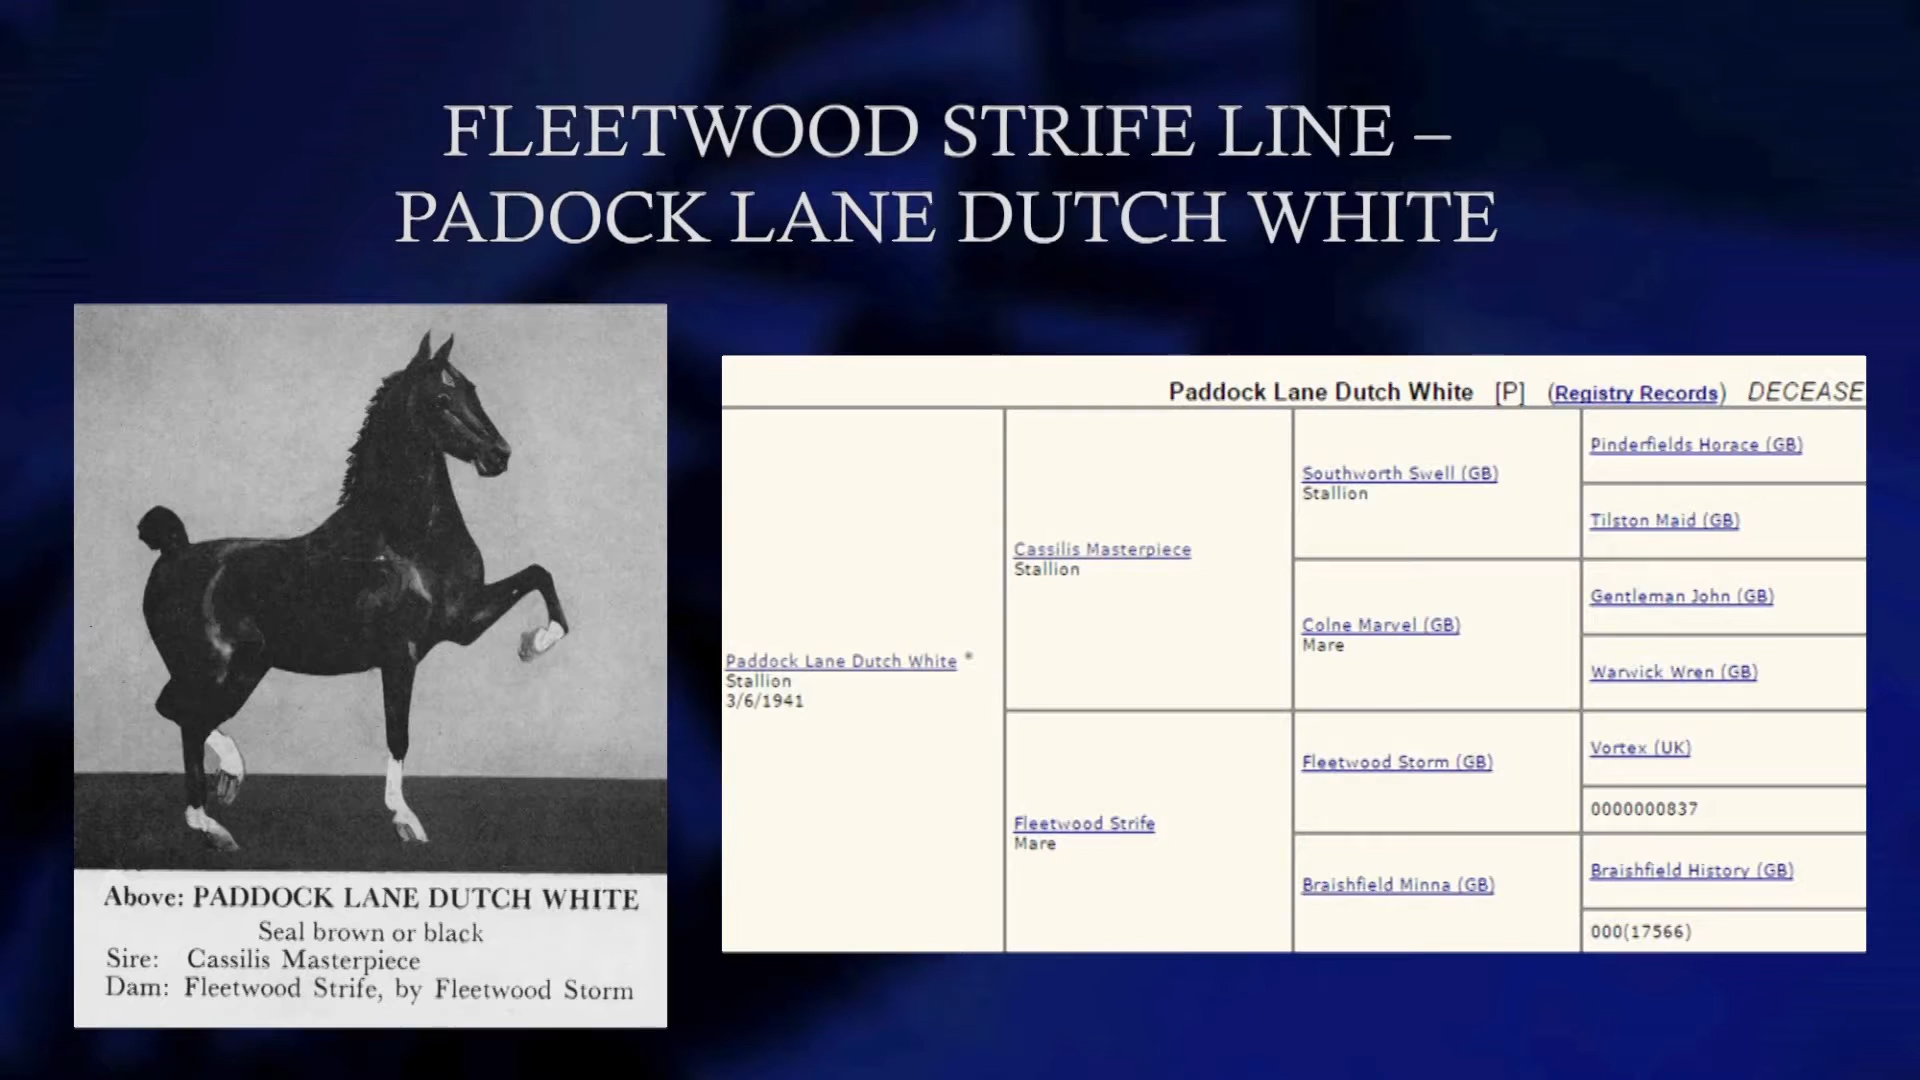 FLEETWOOD STRIFE LINE –
PADOCK LANE DUTCH WHITE
Above: PADDOCK LANE DUTCH WHITE
Seal brown or black
Sire: Cassilis Masterpiece
Dam: Fleetwood Strife, by Fleetwood Storm
Paddock Lane Dutch White [P] (Registry Records) DECEASE
Paddock Lane Dutch White *
Stallion
3/6/1941
Cassilis Masterpiece
Stallion
Fleetwood Strife
Mare
Southworth Swell (GB)
Stallion
Colne Marvel (GB)
Mare
Fleetwood Storm (GB)
Braishfield Minna (GB)
Pinderfields Horace (GB)
Tilston Maid (GB)
Gentleman John (GB)
Warwick Wren (GB)
Vortex (UK)
0000000837
Braishfield History (GB)
000(17566)